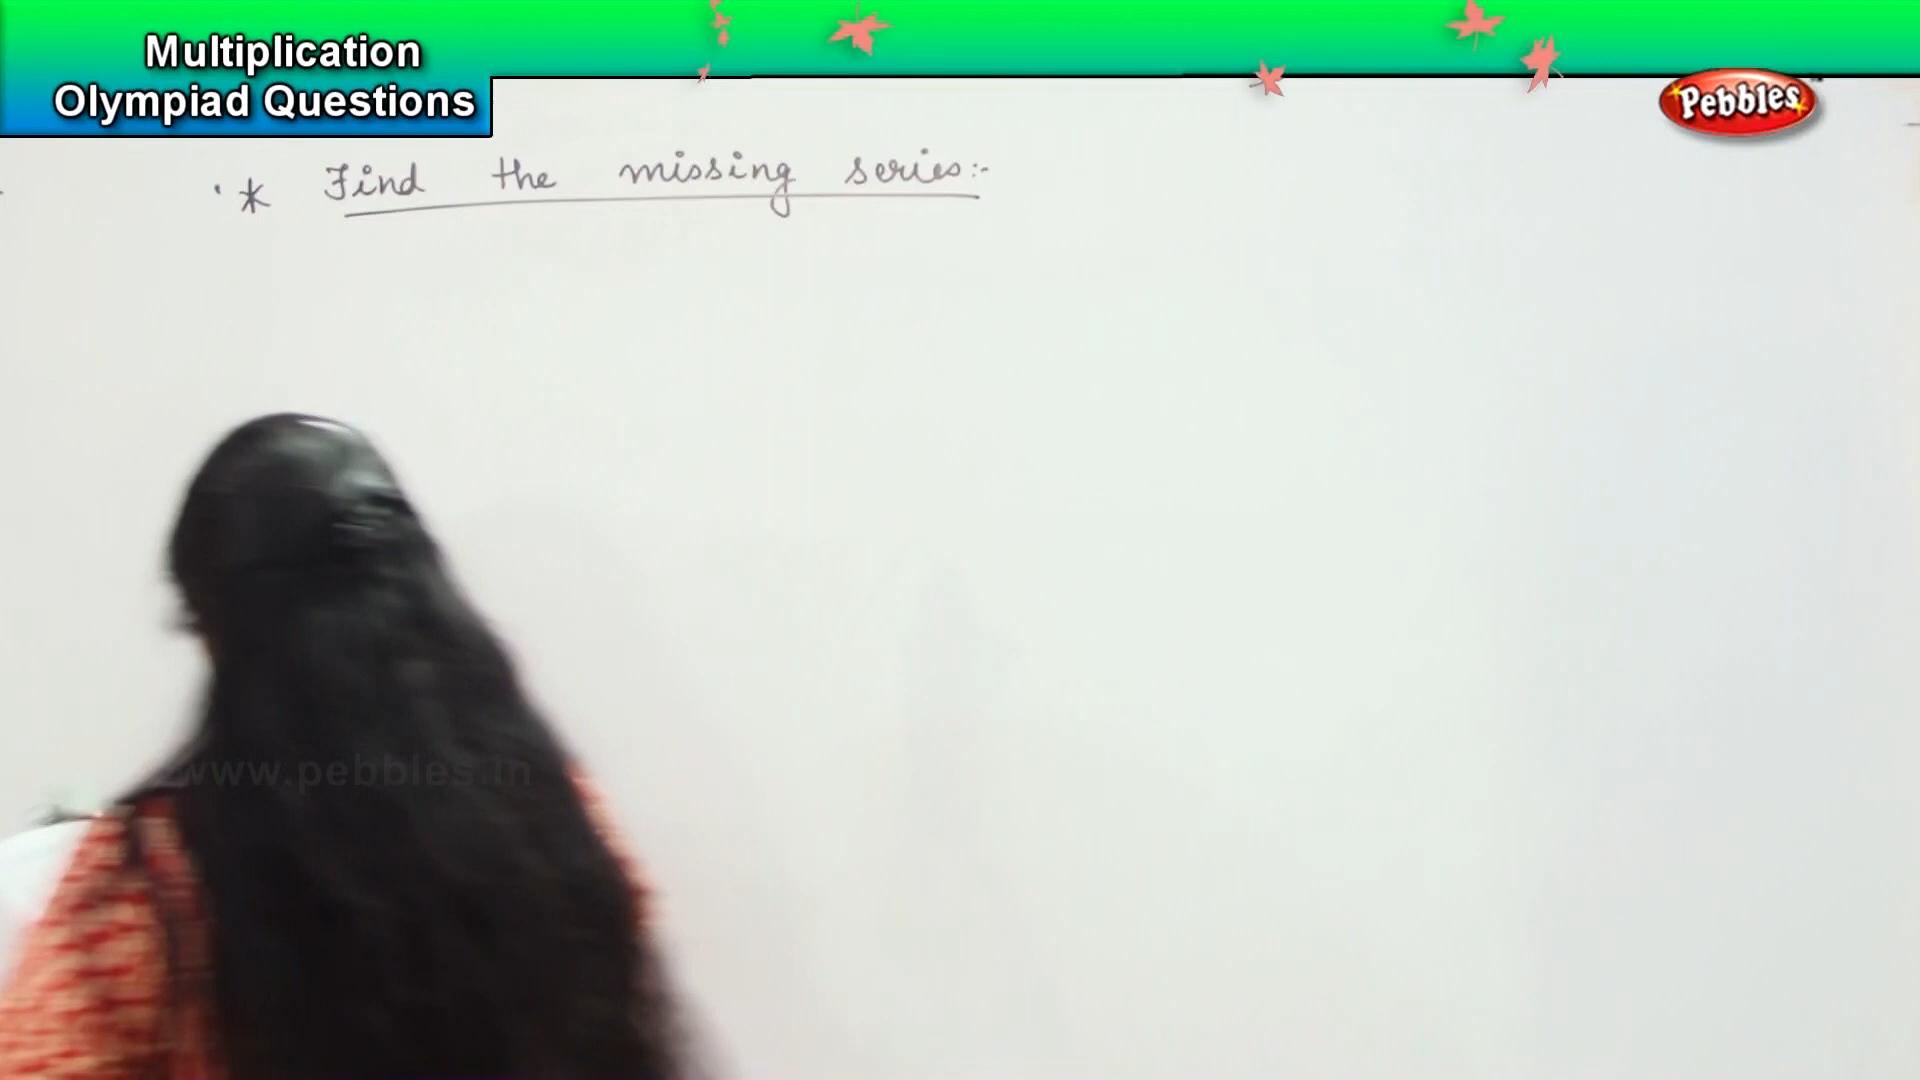 Multiplication
Olympiad Questions
Pebbles
* Find the missing series:-
www.pebbles.in